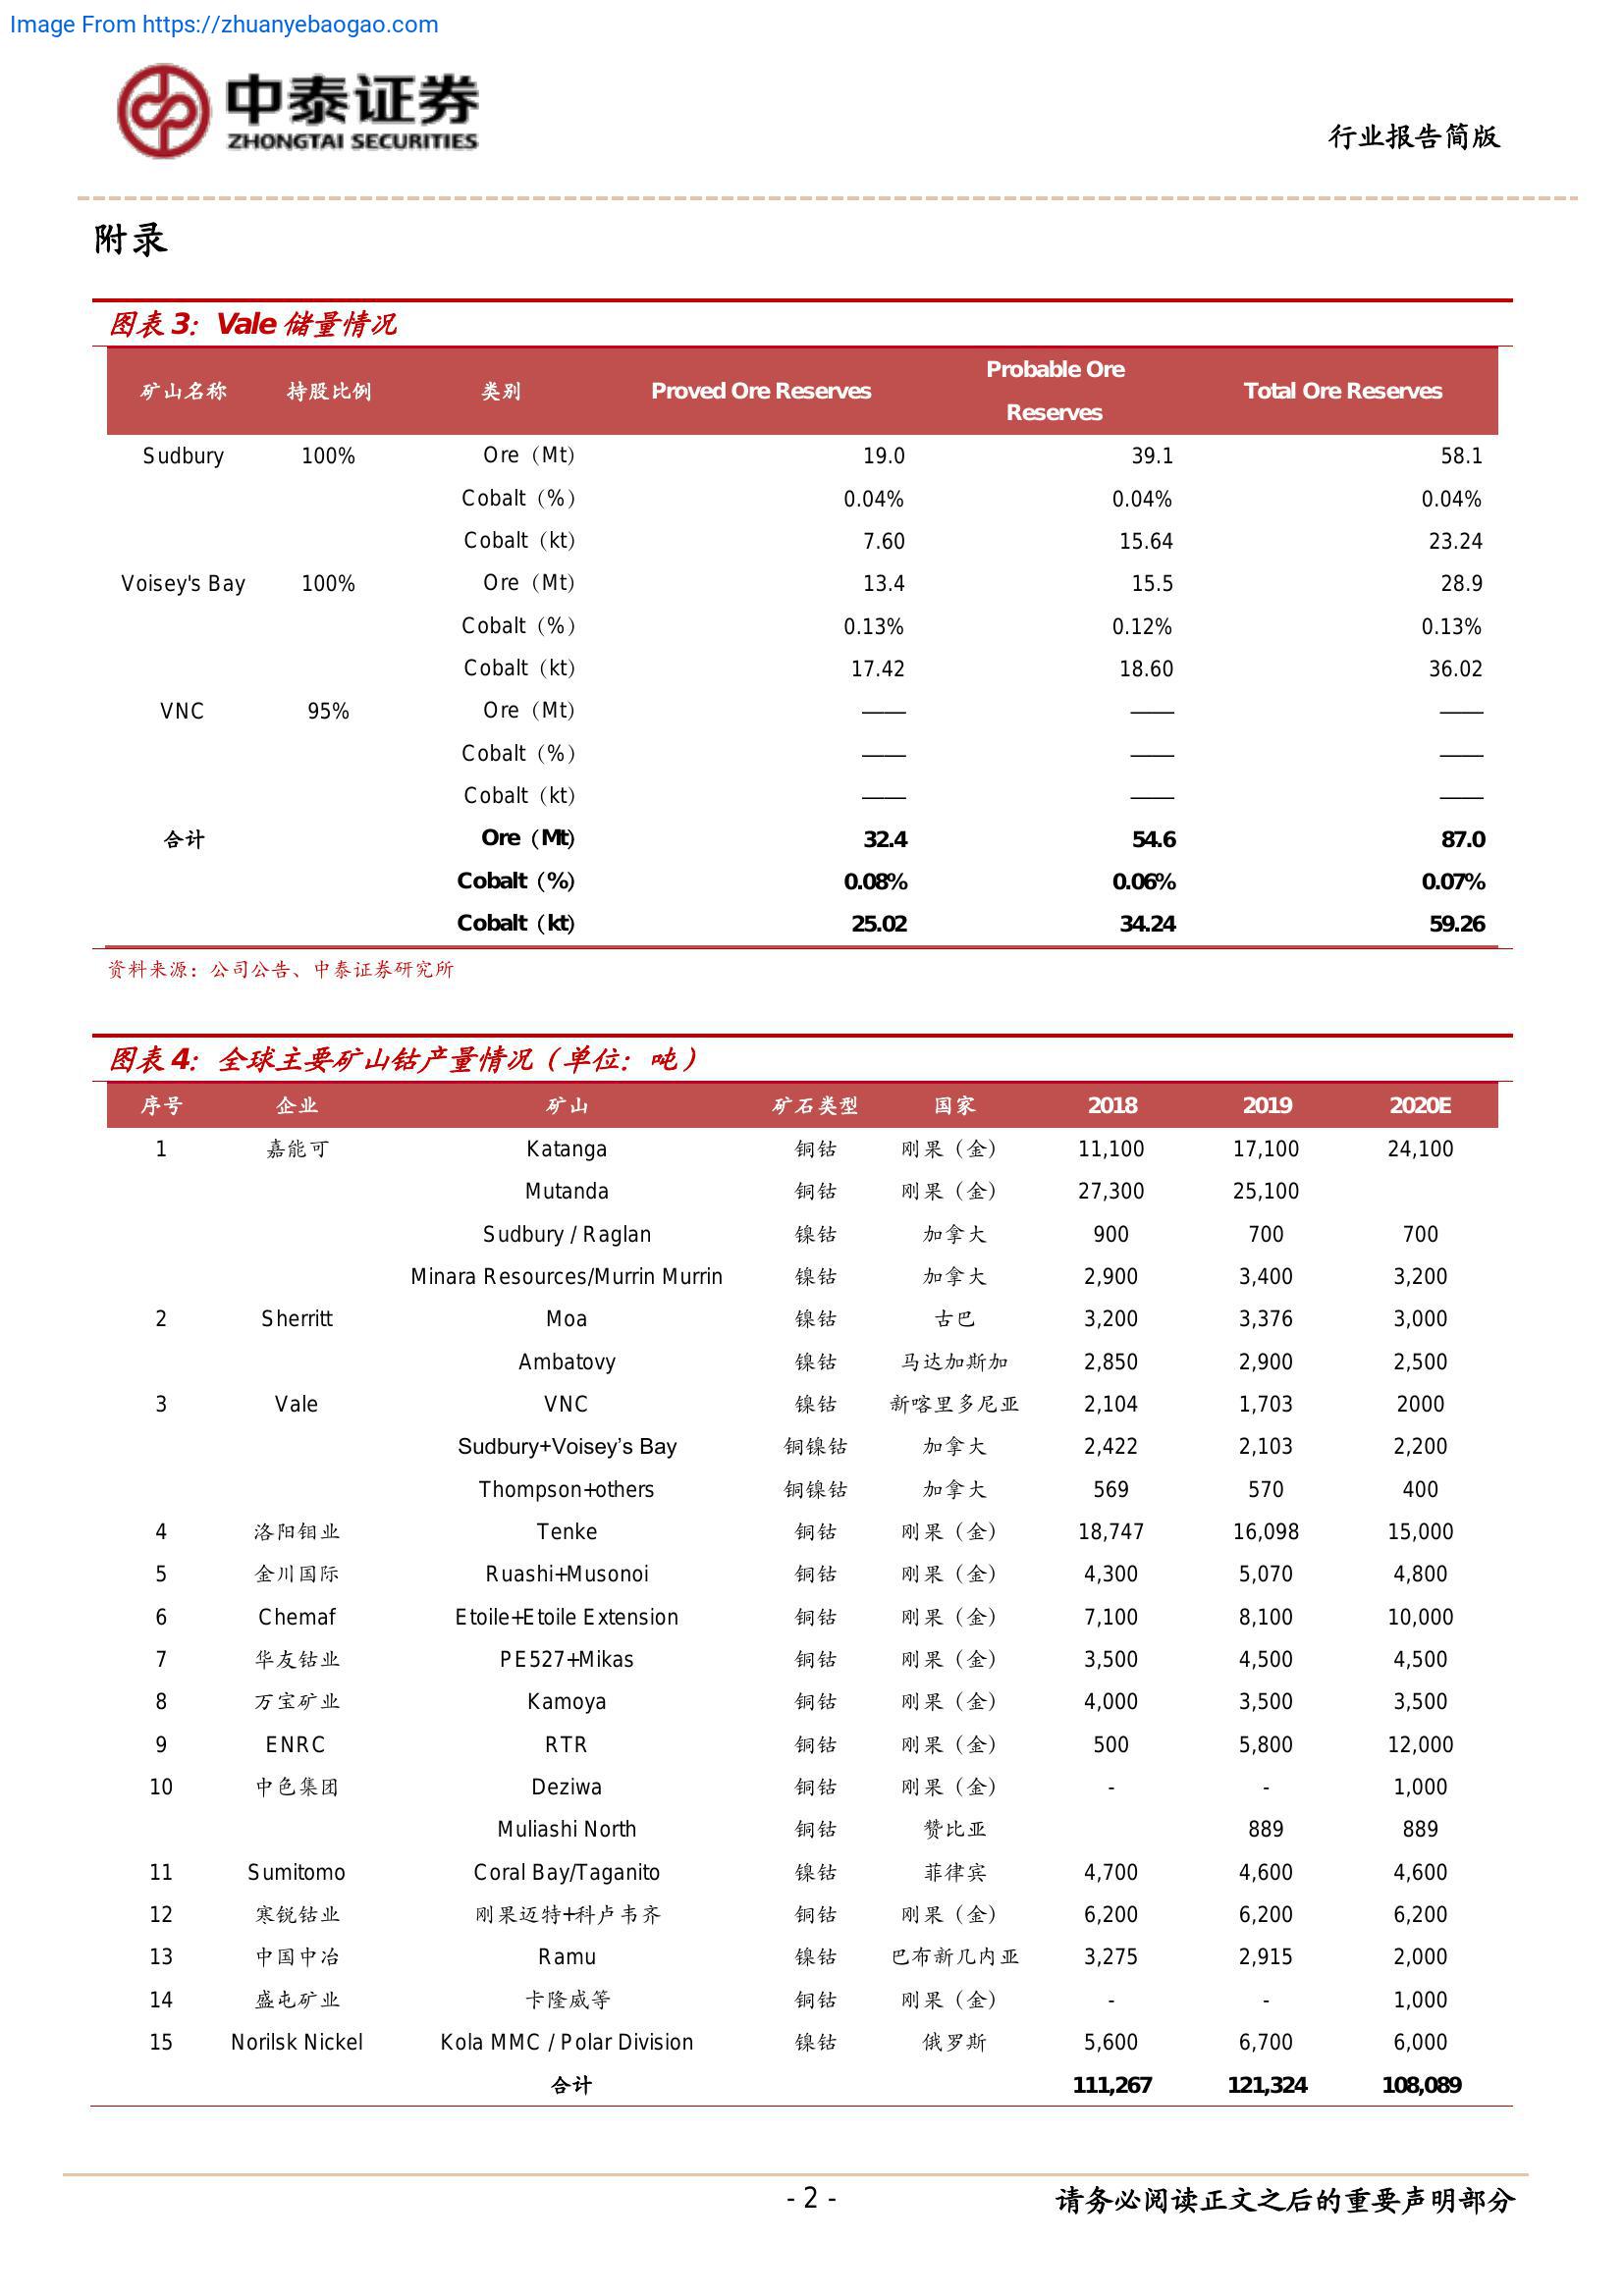 Image From https://zhuanyebaogao.com
中泰证券
ZHONGTAI SECURITIES
行业报告简版
附录
图表 3：Vale 储量情况
矿山名称 持股比例 类别 Proved Ore Reserves Probable Ore Reserves Total Ore Reserves
Sudbury 100% Ore（Mt） 19.0 39.1 58.1
Cobalt（%） 0.04% 0.04% 0.04%
Cobalt（kt） 7.60 15.64 23.24
Voisey's Bay 100% Ore（Mt） 13.4 15.5 28.9
Cobalt（%） 0.13% 0.12% 0.13%
Cobalt（kt） 17.42 18.60 36.02
VNC 95% Ore（Mt） —— —— ——
Cobalt（%） —— —— ——
Cobalt（kt） —— —— ——
合计 Ore（Mt） 32.4 54.6 87.0
Cobalt（%） 0.08% 0.06% 0.07%
Cobalt（kt） 25.02 34.24 59.26
资料来源：公司公告、中泰证券研究所
图表 4：全球主要矿山钴产量情况（单位：吨）
序号 企业 矿山 矿石类型 国家 2018 2019 2020E
1 嘉能可 Katanga 铜钴 刚果（金） 11,100 17,100 24,100
Mutanda 铜钴 刚果（金） 27,300 25,100
Sudbury / Raglan 镍钴 加拿大 900 700 700
Minara Resources/Murrin Murrin 镍钴 加拿大 2,900 3,400 3,200
2 Sherritt Moa 镍钴 古巴 3,200 3,376 3,000
Ambatovy 镍钴 马达加斯加 2,850 2,900 2,500
3 Vale VNC 镍钴 新喀里多尼亚 2,104 1,703 2000
Sudbury+Voisey’s Bay 铜镍钴 加拿大 2,422 2,103 2,200
Thompson+others 铜镍钴 加拿大 569 570 400
4 洛阳钼业 Tenke 铜钴 刚果（金） 18,747 16,098 15,000
5 金川国际 Ruashi+Musonoi 铜钴 刚果（金） 4,300 5,070 4,800
6 Chemaf Etoile+Etoile Extension 铜钴 刚果（金） 7,100 8,100 10,000
7 华友钴业 PE527+Mikas 铜钴 刚果（金） 3,500 4,500 4,500
8 万宝矿业 Kamoya 铜钴 刚果（金） 4,000 3,500 3,500
9 ENRC RTR 铜钴 刚果（金） 500 5,800 12,000
10 中色集团 Deziwa 铜钴 刚果（金） - - 1,000
Muliashi North 铜钴 赞比亚 889 889
11 Sumitomo Coral Bay/Taganito 镍钴 菲律宾 4,700 4,600 4,600
12 寒锐钴业 刚果迈特+科卢韦齐 铜钴 刚果（金） 6,200 6,200 6,200
13 中国中冶 Ramu 镍钴 巴布新几内亚 3,275 2,915 2,000
14 盛屯矿业 卡隆威等 铜钴 刚果（金） - - 1,000
15 Norilsk Nickel Kola MMC / Polar Division 镍钴 俄罗斯 5,600 6,700 6,000
合计 111,267 121,324 108,089
- 2 -
请务必阅读正文之后的重要声明部分